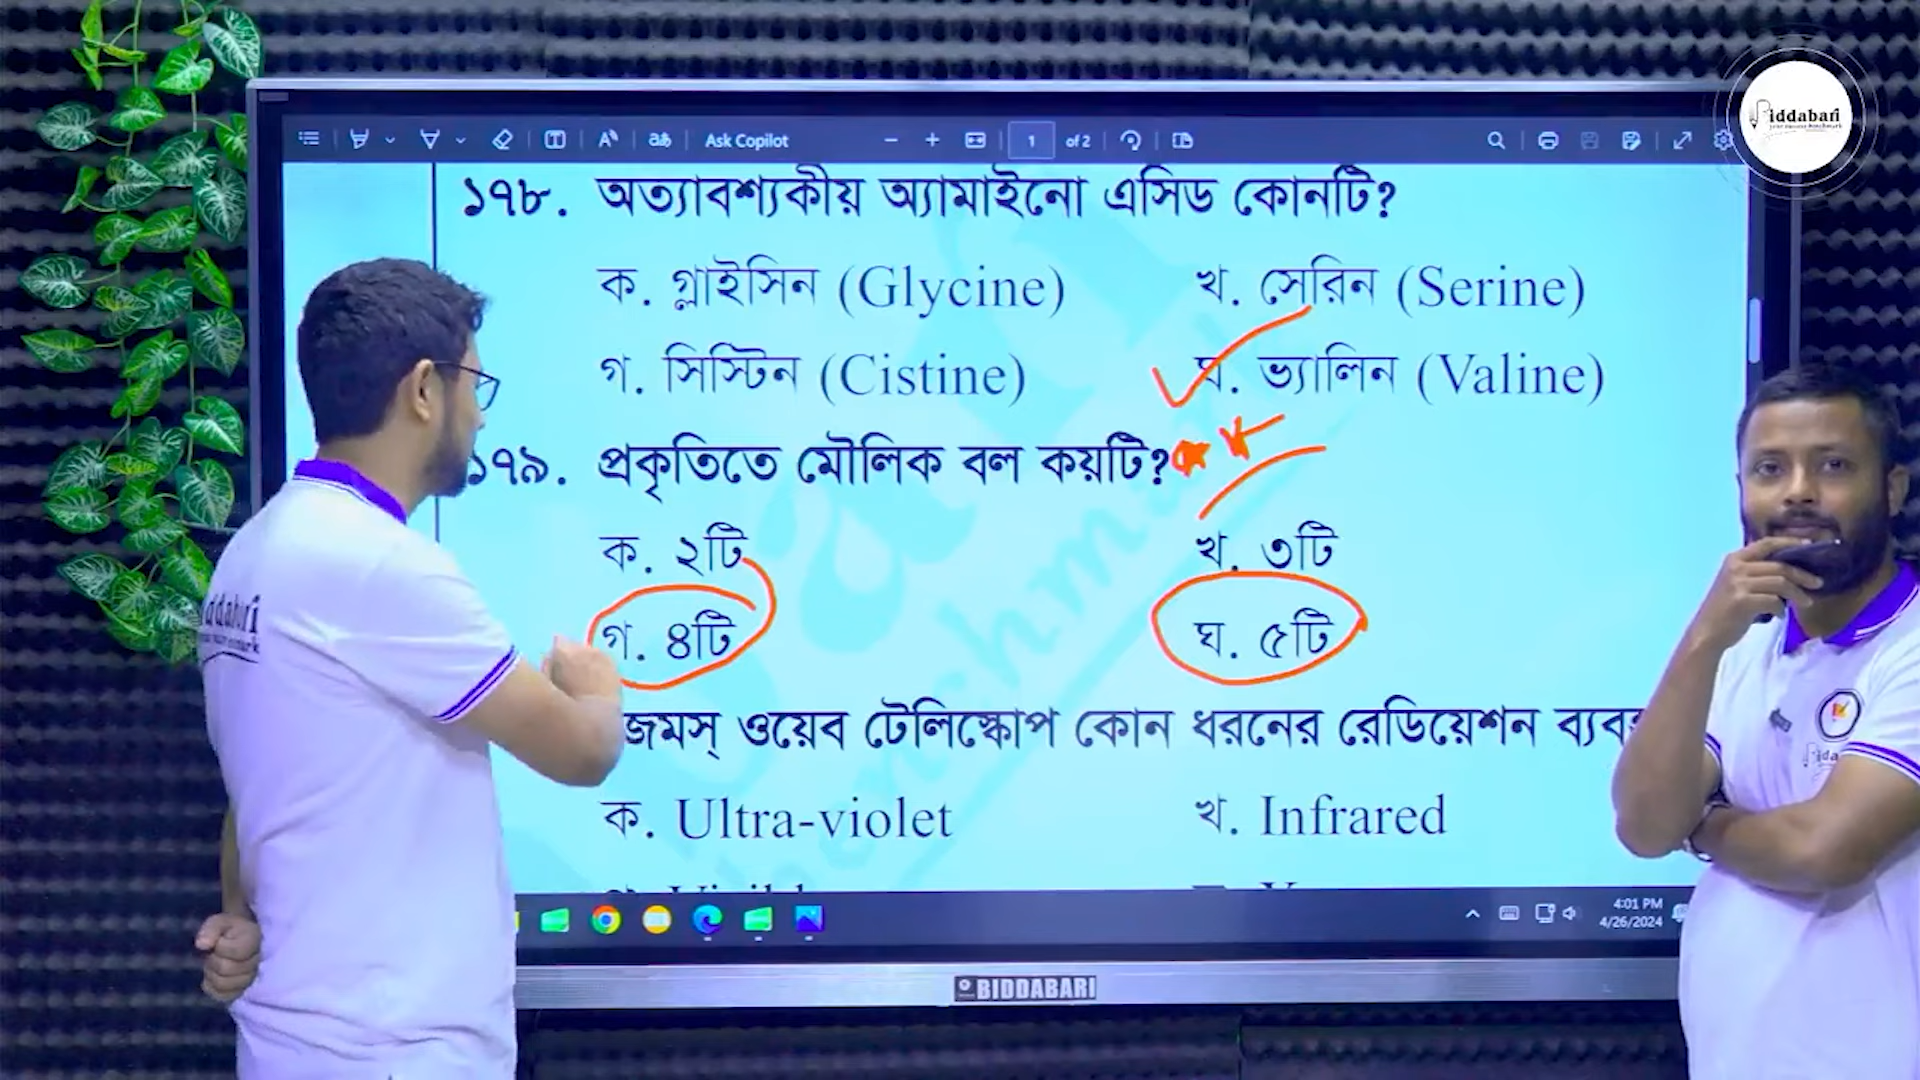 iddabari
Ask Copilot
1 of 2
১৭৮. অত্যাবশ্যকীয় অ্যামাইনো এসিড কোনটি?
ক. গ্লাইসিন (Glycine) খ. সেরিন (Serine)
গ. সিস্টিন (Cistine) ঘ. ভ্যালিন (Valine)
১৭৯. প্রকৃতিতে মৌলিক বল কয়টি?
ক. ২টি খ. ৩টি
গ. ৪টি ঘ. ৫টি
জমস্ ওয়েব টেলিস্কোপ কোন ধরনের রেডিয়েশন
ক. Ultra-violet খ. Infrared
4:01 PM
4/26/2024
BIDDABARI